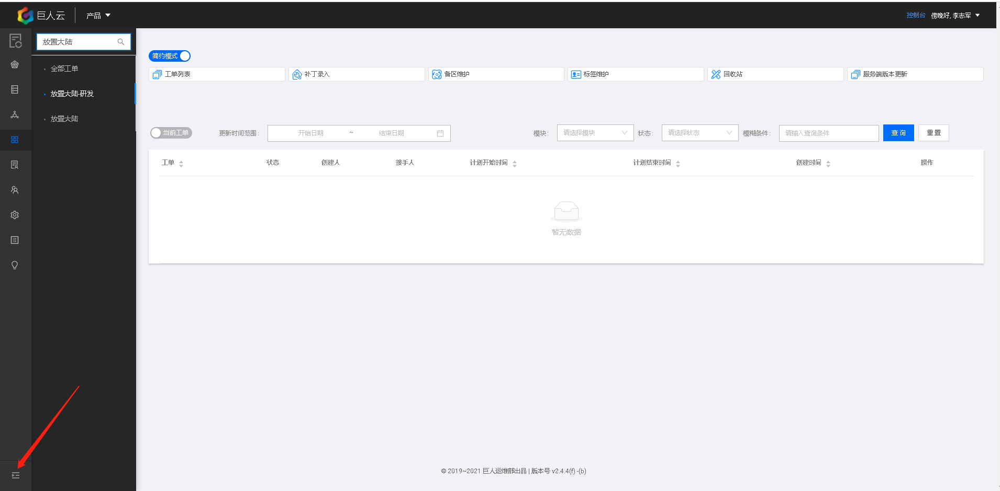 巨人云
产品
控制台
傍晚好, 李志军
放置大陆
全部工单
放置大陆-研发
放置大陆
简约模式
工单列表
补丁录入
备区维护
标签维护
回收站
服务端版本更新
当前工单
更新时间范围:
开始日期 ~ 结束日期
模块:
请选择模块
状态:
请选择状态
模糊条件:
请输入查询条件
查 询
重 置
工单 状态 创建人 接手人 计划开始时间 计划结束时间 创建时间 操作
暂无数据
© 2019~2021 巨人运维部出品 | 版本号 v2.4.4(f) -(b)